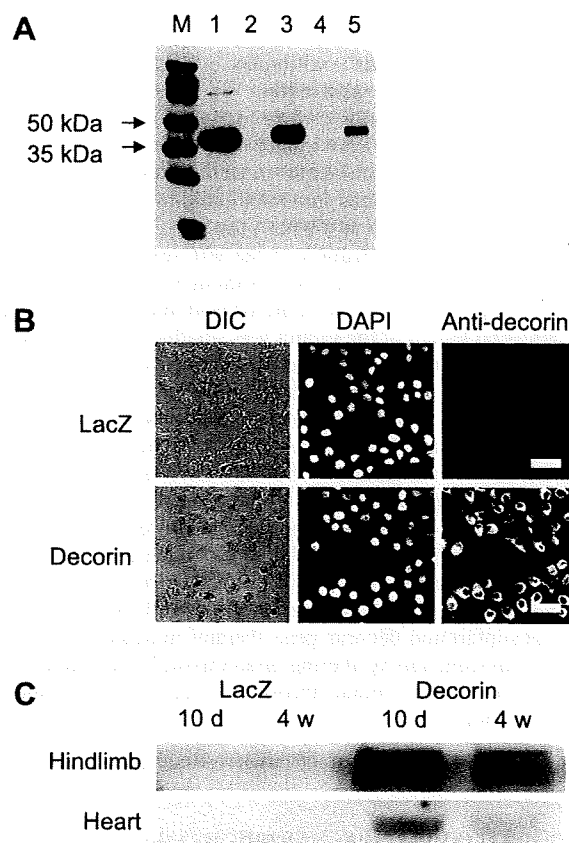 A
M 1 2 3 4 5
50 kDa
35 kDa
B
DIC DAPI Anti-decorin
LacZ
Decorin
C
LacZ Decorin
10 d 4 w 10 d 4 w
Hindlimb
Heart